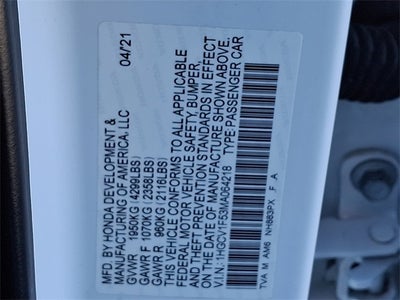 MFD. BY HONDA DEVELOPMENT & 04/21
MANUFACTURING OF AMERICA, LLC
GVWR 1950KG(4299LBS)
GAWR F 1070KG(2358LBS)
GAWR R 960KG(2116LBS)
THIS VEHICLE CONFORMS TO ALL APPLICABLE
FEDERAL MOTOR VEHICLE SAFETY, BUMPER,
AND THEFT PREVENTION STANDARDS IN EFFECT
ON THE DATE OF MANUFACTURE SHOWN ABOVE.
V.I.N.: 1HGCV1F53MA064218 TYPE:PASSENGER CAR
TVA M AM6 NH883PX F A